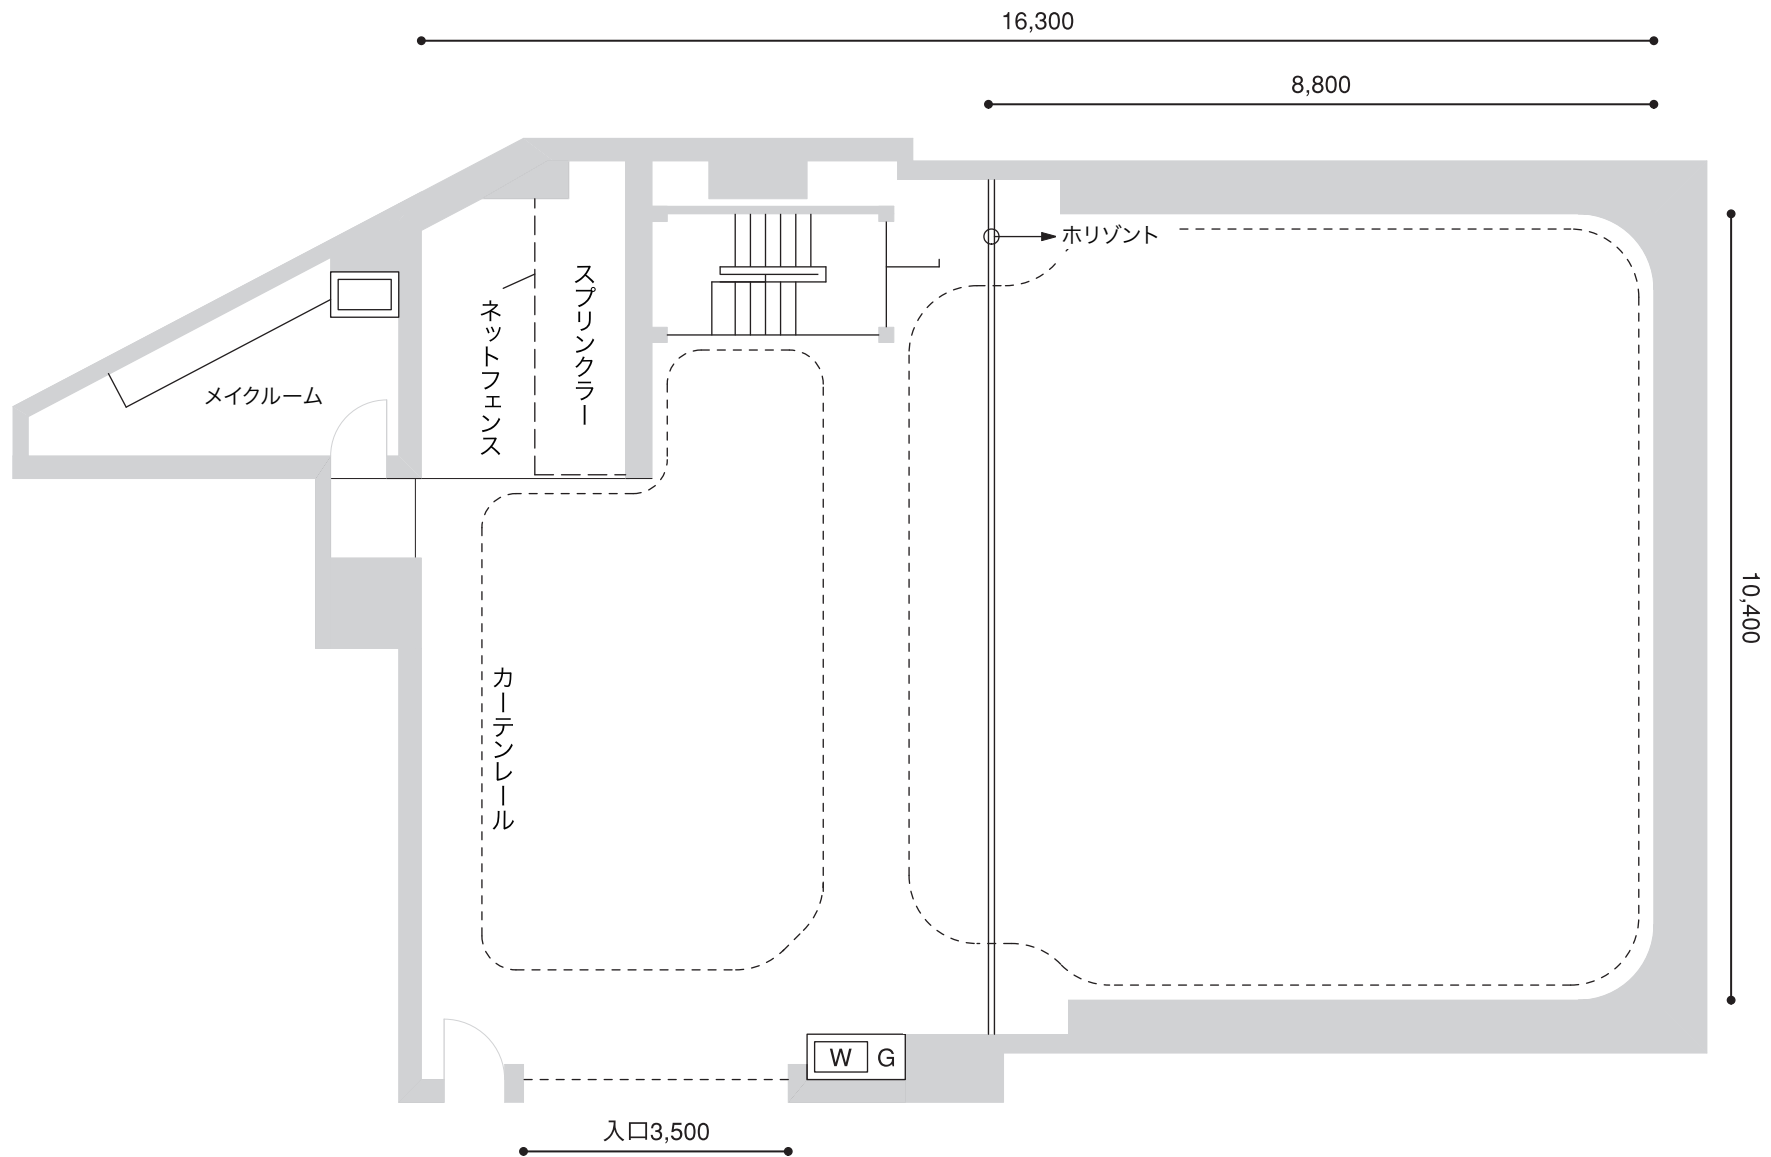 16,300
8,800
ホリゾント
スプリンクラー
ネットフェンス
メイクルーム
10,400
カーテンレール
W G
入口3,500